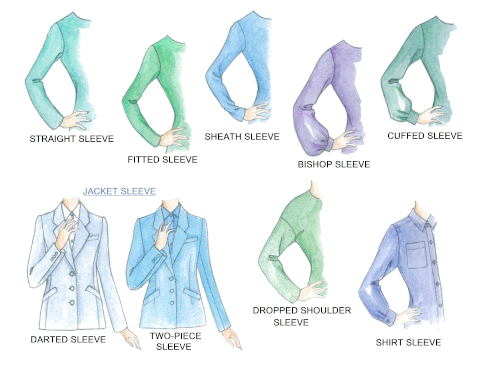 STRAIGHT SLEEVE
FITTED SLEEVE
SHEATH SLEEVE
BISHOP SLEEVE
CUFFED SLEEVE
JACKET SLEEVE
DARTED SLEEVE
TWO-PIECE
SLEEVE
DROPPED SHOULDER
SLEEVE
SHIRT SLEEVE